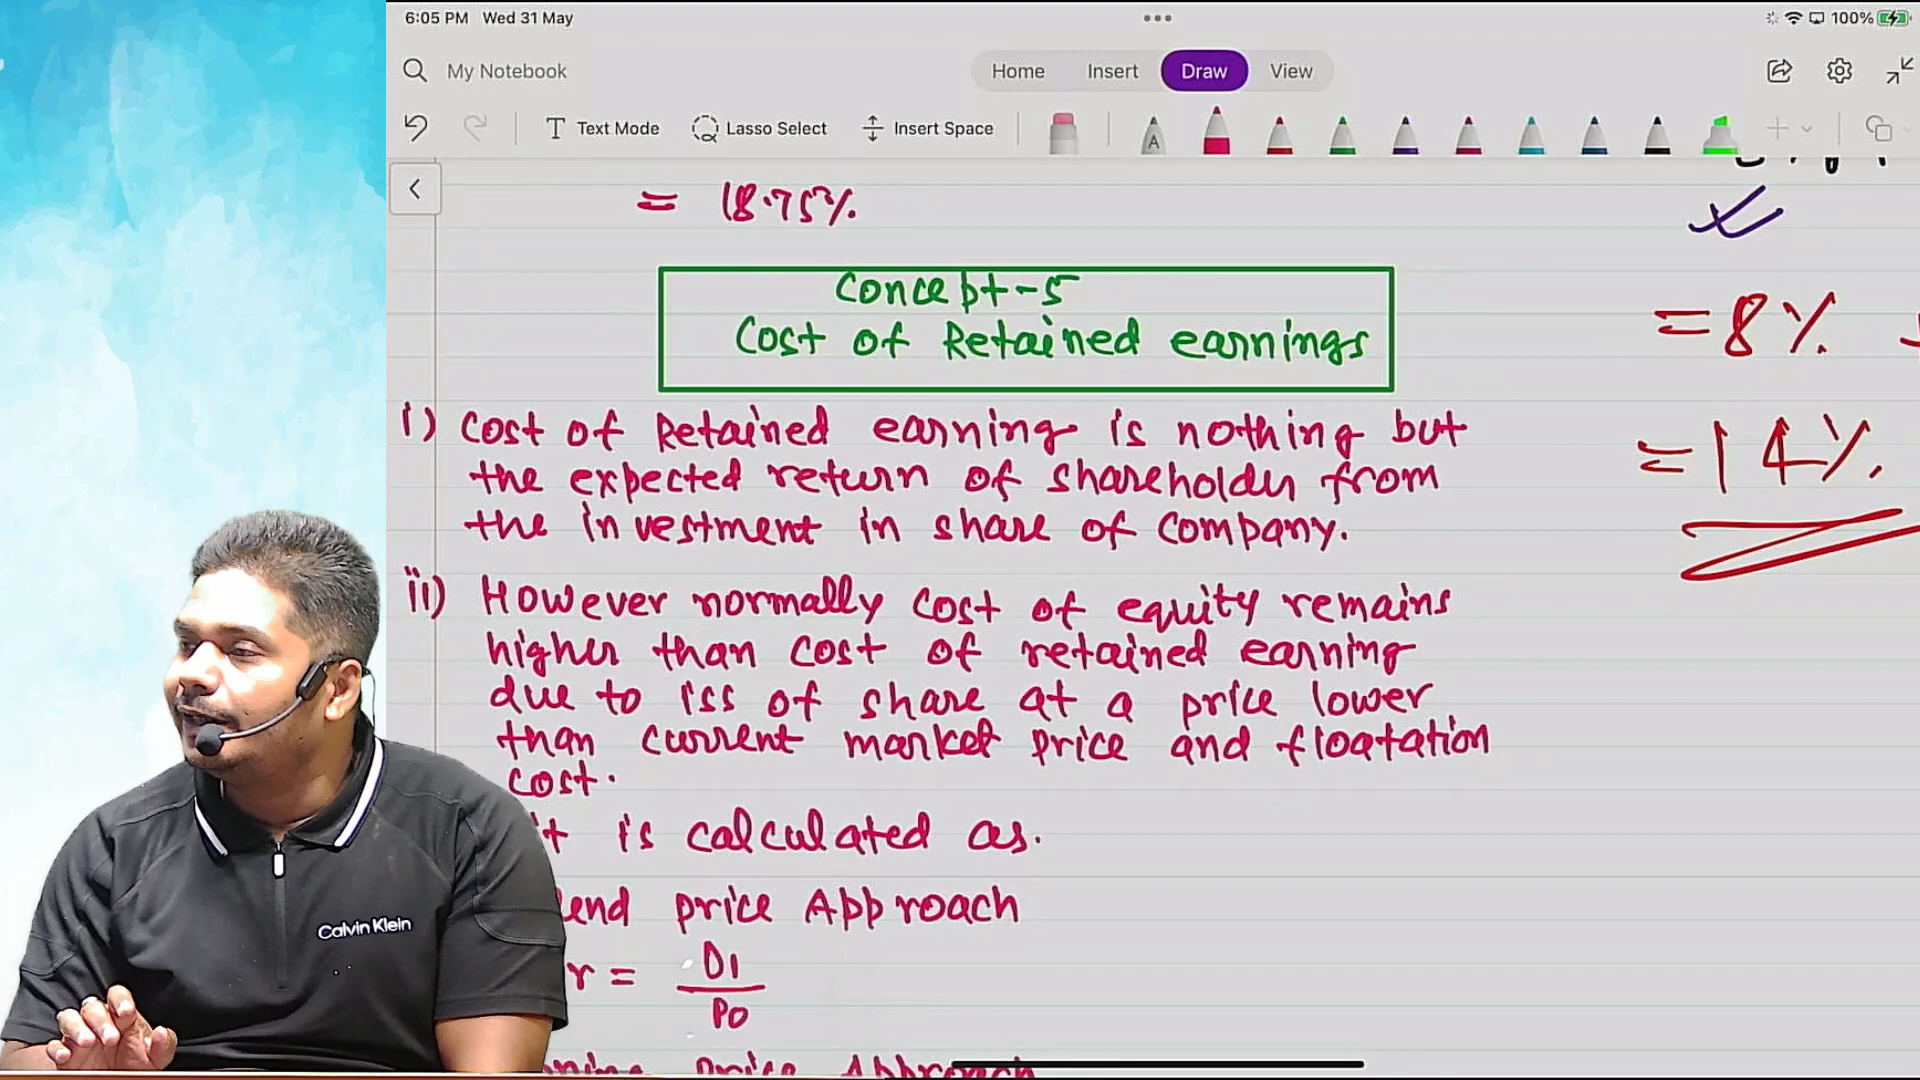 6:05 PM Wed 31 May
100%
My Notebook
Home Insert Draw View
Text Mode Lasso Select Insert Space
A
= 18.75%
Concept-5
Cost of Retained earnings
= 8%
i) Cost of Retained earning is nothing but
the expected return of shareholder from
the investment in share of company.
= 14%
ii) However normally cost of equity remains
higher than cost of retained earning
due to iss of share at a price lower
than current market price and floatation
cost.
it is calculated as.
end price Approach
r = D1
P0
price Approach
Calvin Klein